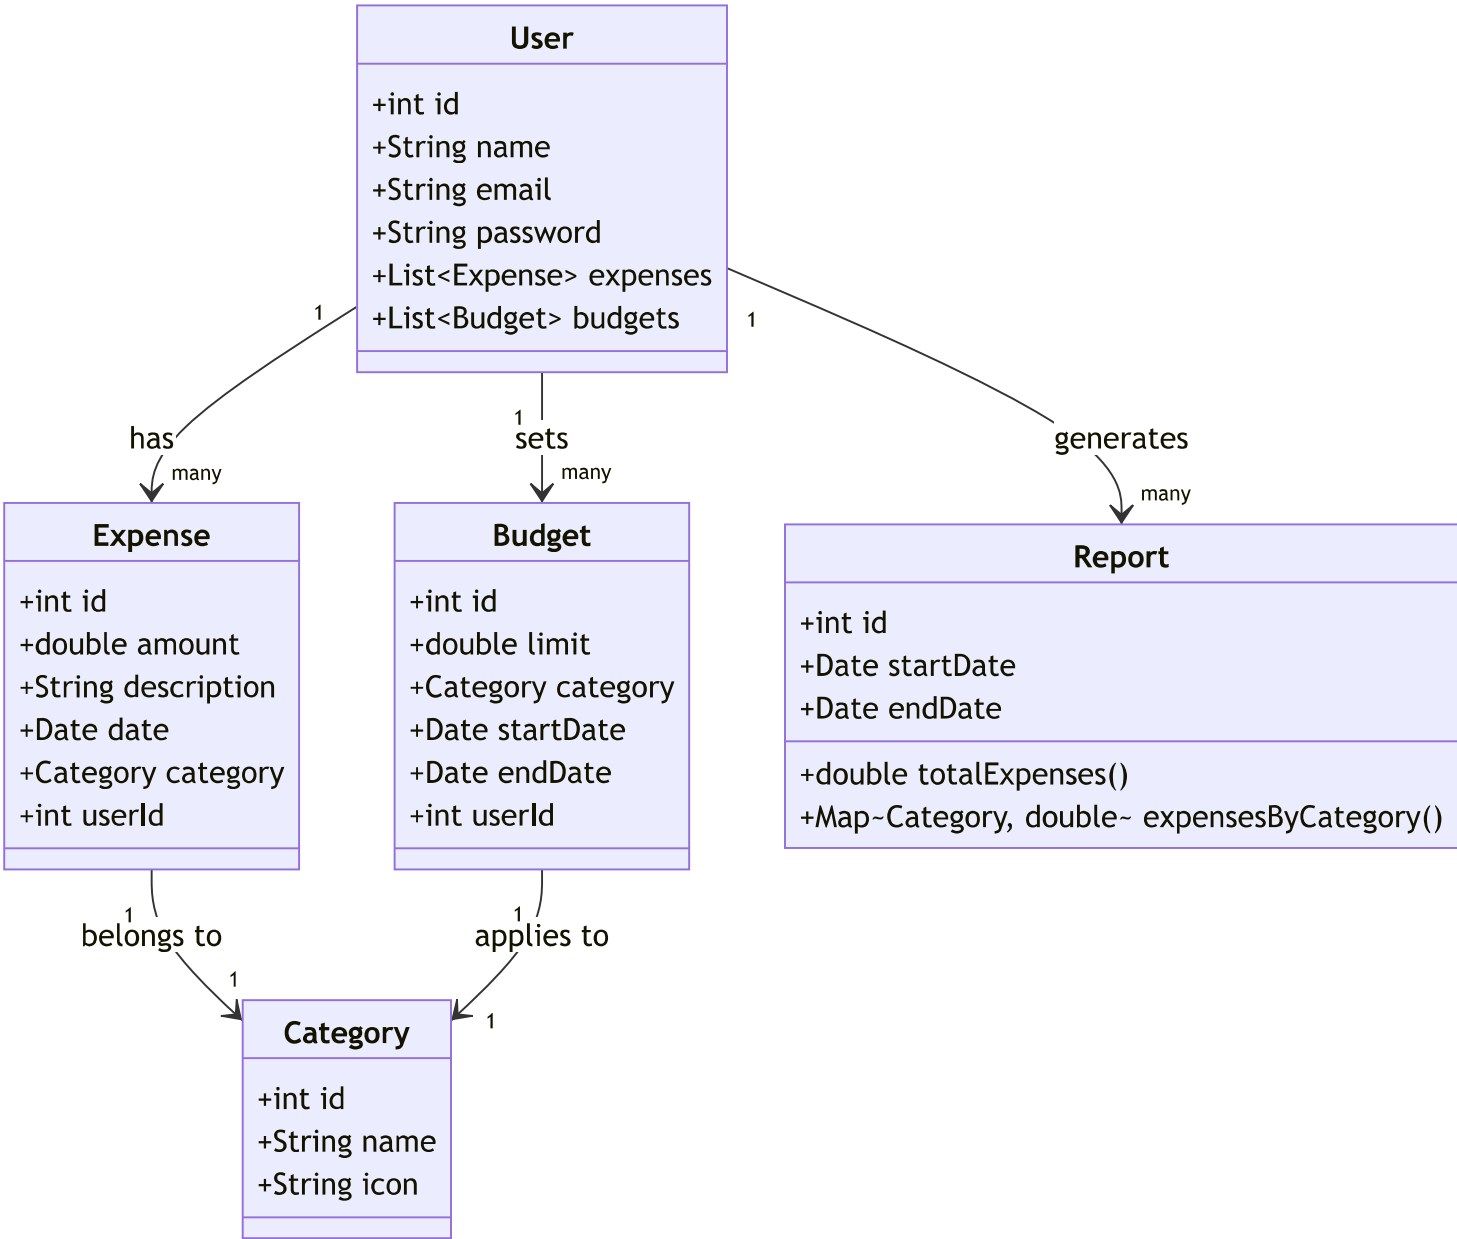 User
+int id
+String name
+String email
+String password
+List<Expense> expenses
+List<Budget> budgets
1
1
1
has
sets
generates
many
many
many
Expense
+int id
+double amount
+String description
+Date date
+Category category
+int userId
Budget
+int id
+double limit
+Category category
+Date startDate
+Date endDate
+int userId
Report
+int id
+Date startDate
+Date endDate
+double totalExpenses()
+Map~Category, double~ expensesByCategory()
1
belongs to
1
1
applies to
1
Category
+int id
+String name
+String icon